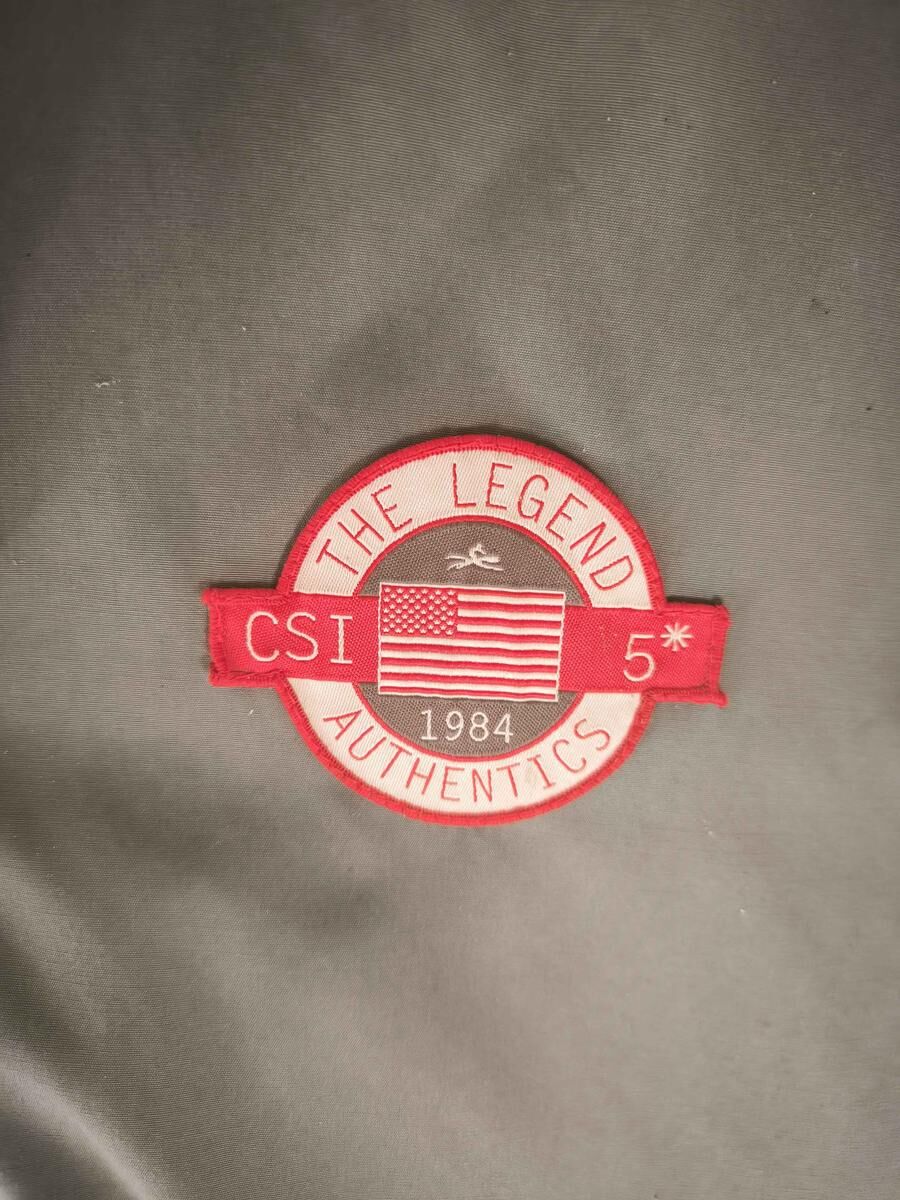 THE LEGEND
CSI 5*
1984
AUTHENTICS